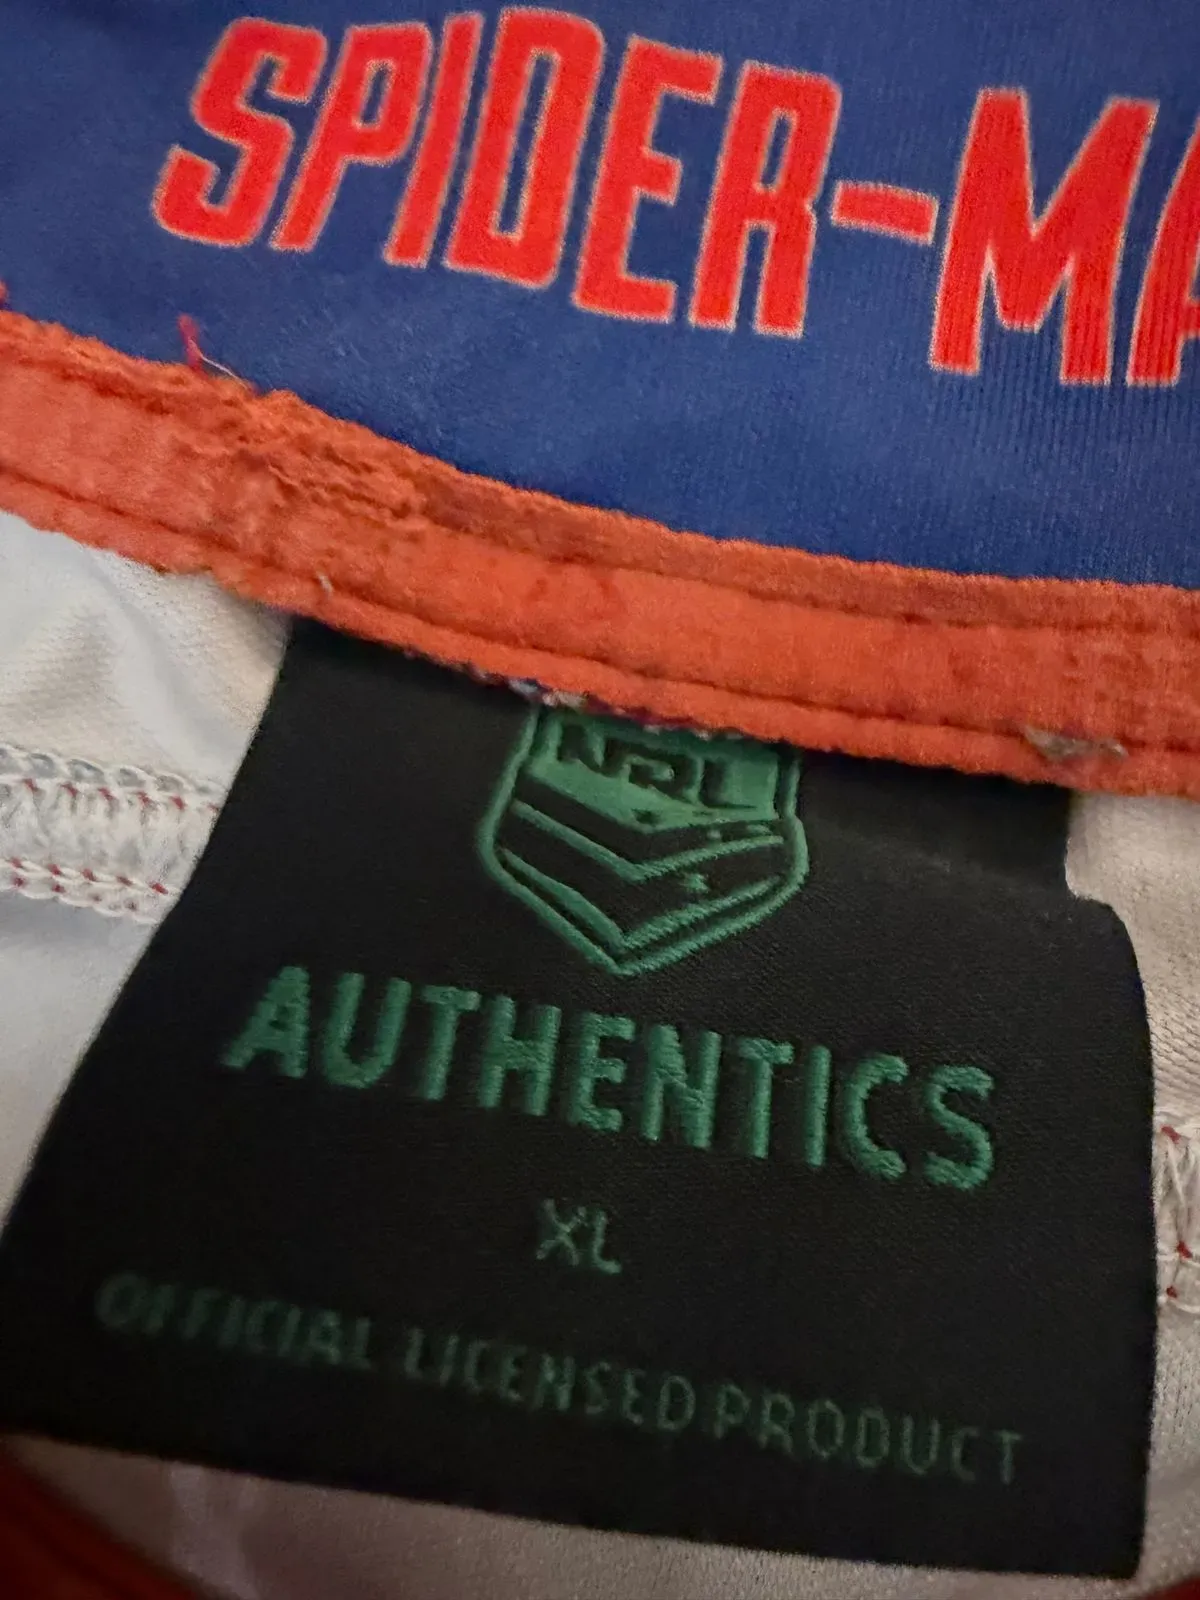 SPIDER-MA
NRL
AUTHENTICS
XL
OFFICIAL LICENSED PRODUCT